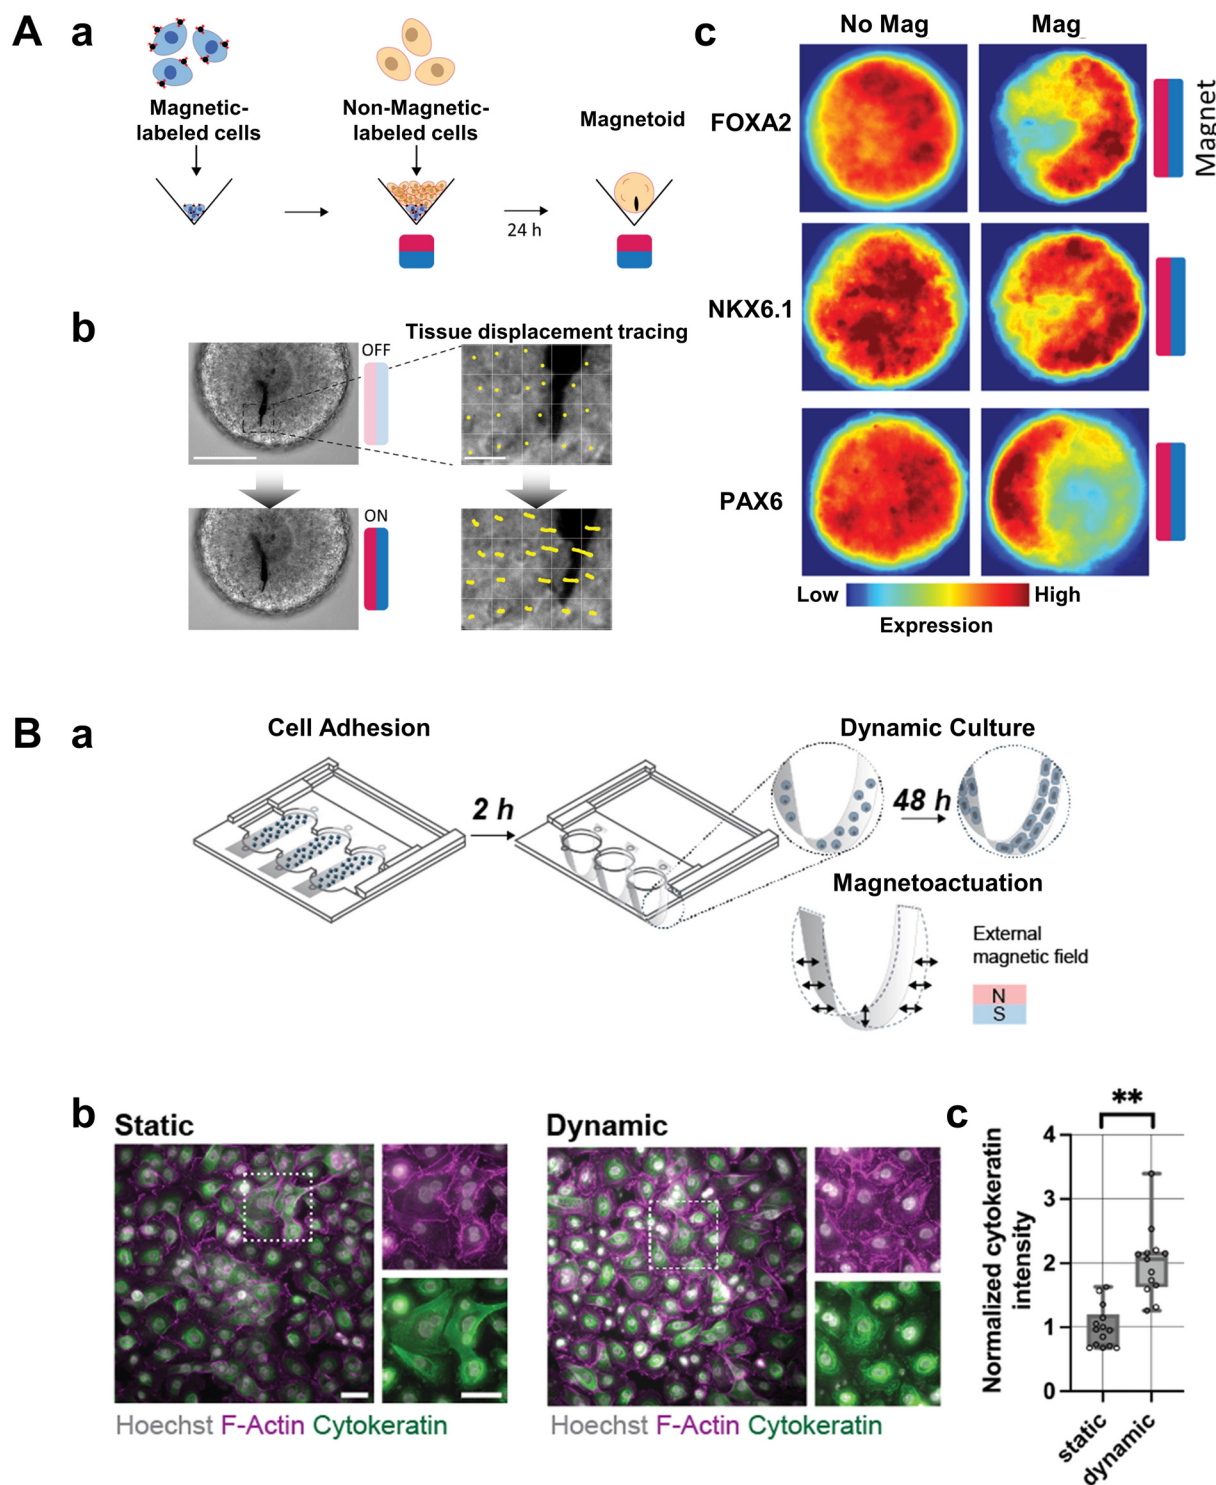 A a
Magnetic-
labeled cells
Non-Magnetic-
labeled cells
Magnetoid
24 h
b
OFF
Tissue displacement tracing
ON
c
No Mag
Mag_
FOXA2
Magnet
NKX6.1
PAX6
Low
High
Expression
B a
Cell Adhesion
2 h
Dynamic Culture
48 h
Magnetoactuation
External
magnetic field
N
S
b
Static
Dynamic
Hoechst F-Actin Cytokeratin
Hoechst F-Actin Cytokeratin
c
**
Normalized cytokeratin
intensity
4
3
2
1
0
static
dynamic